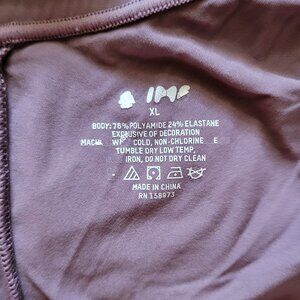 XL
BODY: 76% POLYAMIDE 24% ELASTANE
EXCLUSIVE OF DECORATION
COLD, NON-CHLORINE
TUMBLE DRY LOW TEMP,
IRON, DO NOT DRY CLEAN
MADE IN CHINA
RN 158973